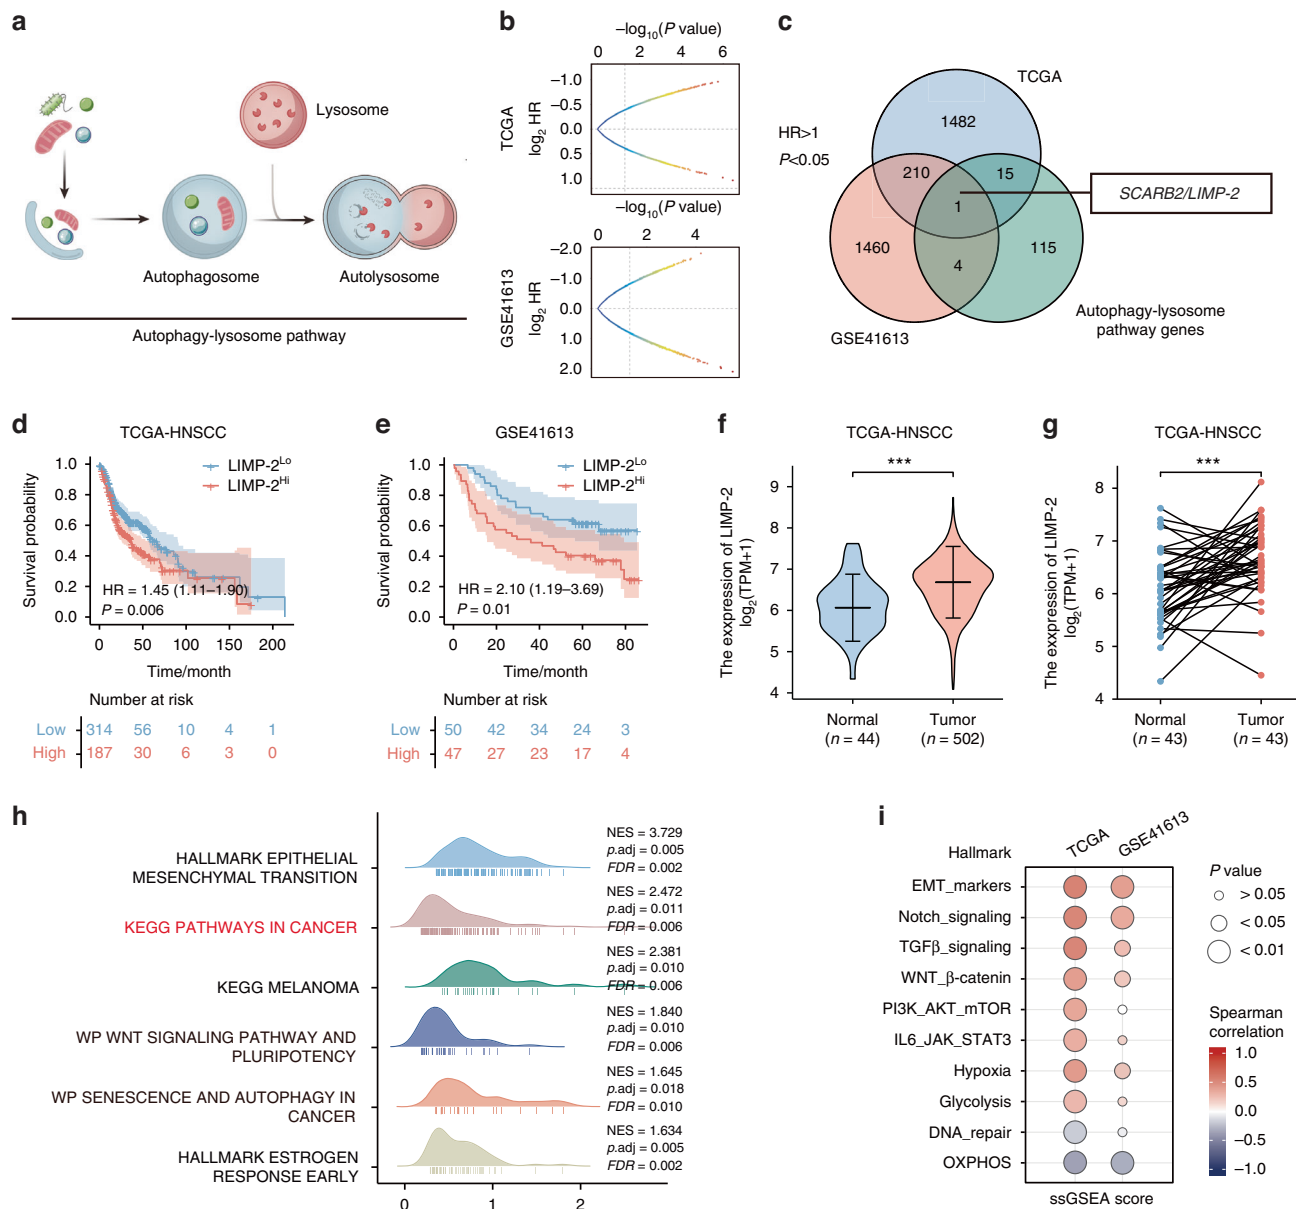 a
Lysosome
Autophagosome
Autolysosome
Autophagy-lysosome pathway
b
–log10(P value)
0 2 4 6
TCGA
log2 HR
–1.0
–0.5
0.0
0.5
1.0
–log10(P value)
0 2 4
GSE41613
log2 HR
–2.0
–1.0
0.0
1.0
2.0
c
TCGA
HR>1
P<0.05
1482
210
15
1
SCARB2/LIMP-2
1460
4
115
GSE41613
Autophagy-lysosome
pathway genes
d
TCGA-HNSCC
Survival probability
1.0
0.8
0.6
0.4
0.2
0.0
LIMP-2Lo
LIMP-2Hi
HR = 1.45 (1.11–1.90)
P = 0.006
0 50 100 150 200
Time/month
Number at risk
Low 314 56 10 4 1
High 187 30 6 3 0
e
GSE41613
Survival probability
1.0
0.8
0.6
0.4
0.2
0.0
LIMP-2Lo
LIMP-2Hi
HR = 2.10 (1.19–3.69)
P = 0.01
0 20 40 60 80
Time/month
Number at risk
Low 50 42 34 24 3
High 47 27 23 17 4
f
TCGA-HNSCC
***
The exxpression of LIMP-2
log2(TPM+1)
9
8
7
6
5
4
Normal
(n = 44)
Tumor
(n = 502)
g
TCGA-HNSCC
***
The exxpression of LIMP-2
log2(TPM+1)
8
7
6
5
4
Normal
(n = 43)
Tumor
(n = 43)
h
HALLMARK EPITHELIAL
MESENCHYMAL TRANSITION
NES = 3.729
p.adj = 0.005
FDR = 0.002
KEGG PATHWAYS IN CANCER
NES = 2.472
p.adj = 0.011
FDR = 0.006
KEGG MELANOMA
NES = 2.381
p.adj = 0.010
FDR = 0.006
WP WNT SIGNALING PATHWAY AND
PLURIPOTENCY
NES = 1.840
p.adj = 0.010
FDR = 0.006
WP SENESCENCE AND AUTOPHAGY IN
CANCER
NES = 1.645
p.adj = 0.018
FDR = 0.010
HALLMARK ESTROGEN
RESPONSE EARLY
NES = 1.634
p.adj = 0.005
FDR = 0.002
0 1 2
i
Hallmark
TCGA
GSE41613
EMT_markers
Notch_signaling
TGFβ_signaling
WNT_β-catenin
PI3K_AKT_mTOR
IL6_JAK_STAT3
Hypoxia
Glycolysis
DNA_repair
OXPHOS
ssGSEA score
P value
> 0.05
< 0.05
< 0.01
Spearman
correlation
1.0
0.5
0.0
–0.5
–1.0